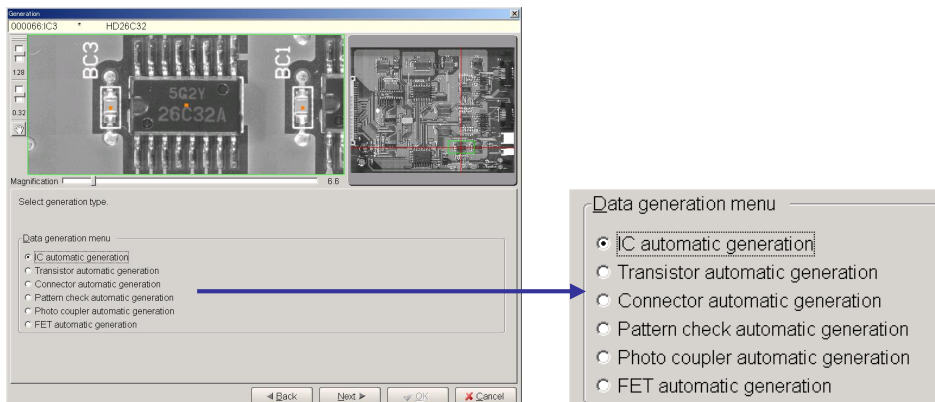 Generation
000066:IC3 * HD26C32
128
0.32
BC3
5G2Y
26C32A
BC1
Magnification 6.6
Select generation type.
Data generation menu
IC automatic generation
Transistor automatic generation
Connector automatic generation
Pattern check automatic generation
Photo coupler automatic generation
FET automatic generation
Back Next OK Cancel
Data generation menu
IC automatic generation
Transistor automatic generation
Connector automatic generation
Pattern check automatic generation
Photo coupler automatic generation
FET automatic generation